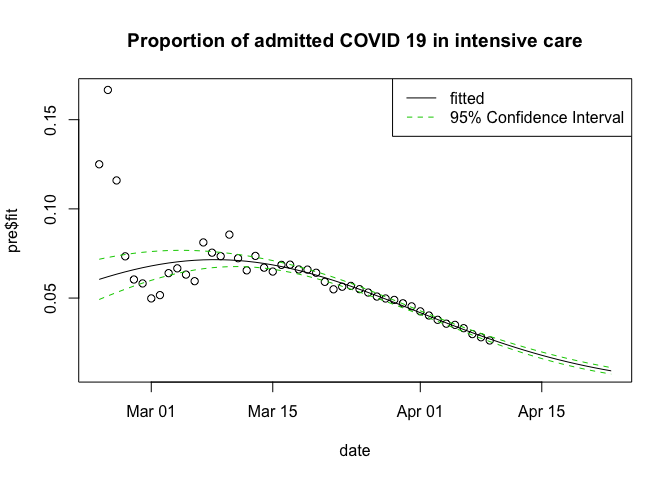 Proportion of admitted COVID 19 in intensive care
fitted
95% Confidence Interval
pre$fit
0.15
0.10
0.05
Mar 01
Mar 15
Apr 01
Apr 15
date